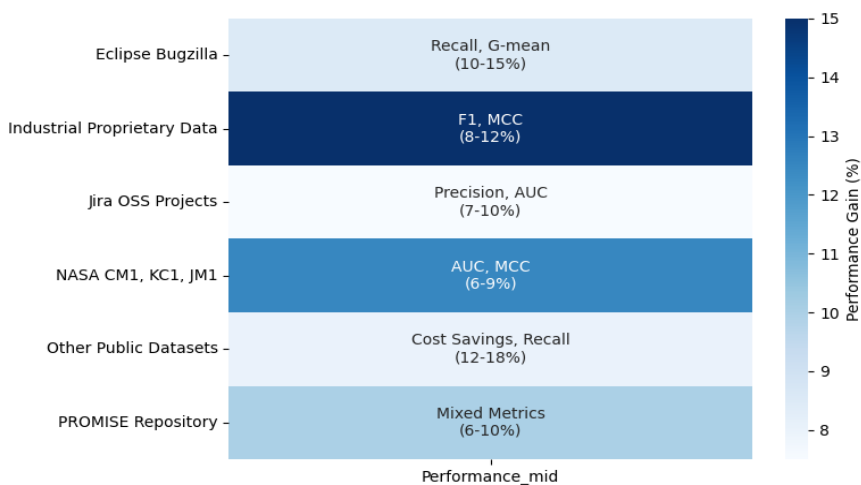 Eclipse Bugzilla
Recall, G-mean
(10-15%)
Industrial Proprietary Data
F1, MCC
(8-12%)
Jira OSS Projects
Precision, AUC
(7-10%)
NASA CM1, KC1, JM1
AUC, MCC
(6-9%)
Other Public Datasets
Cost Savings, Recall
(12-18%)
PROMISE Repository
Mixed Metrics
(6-10%)
Performance_mid
15
14
13
12
11
10
9
8
Performance Gain (%)